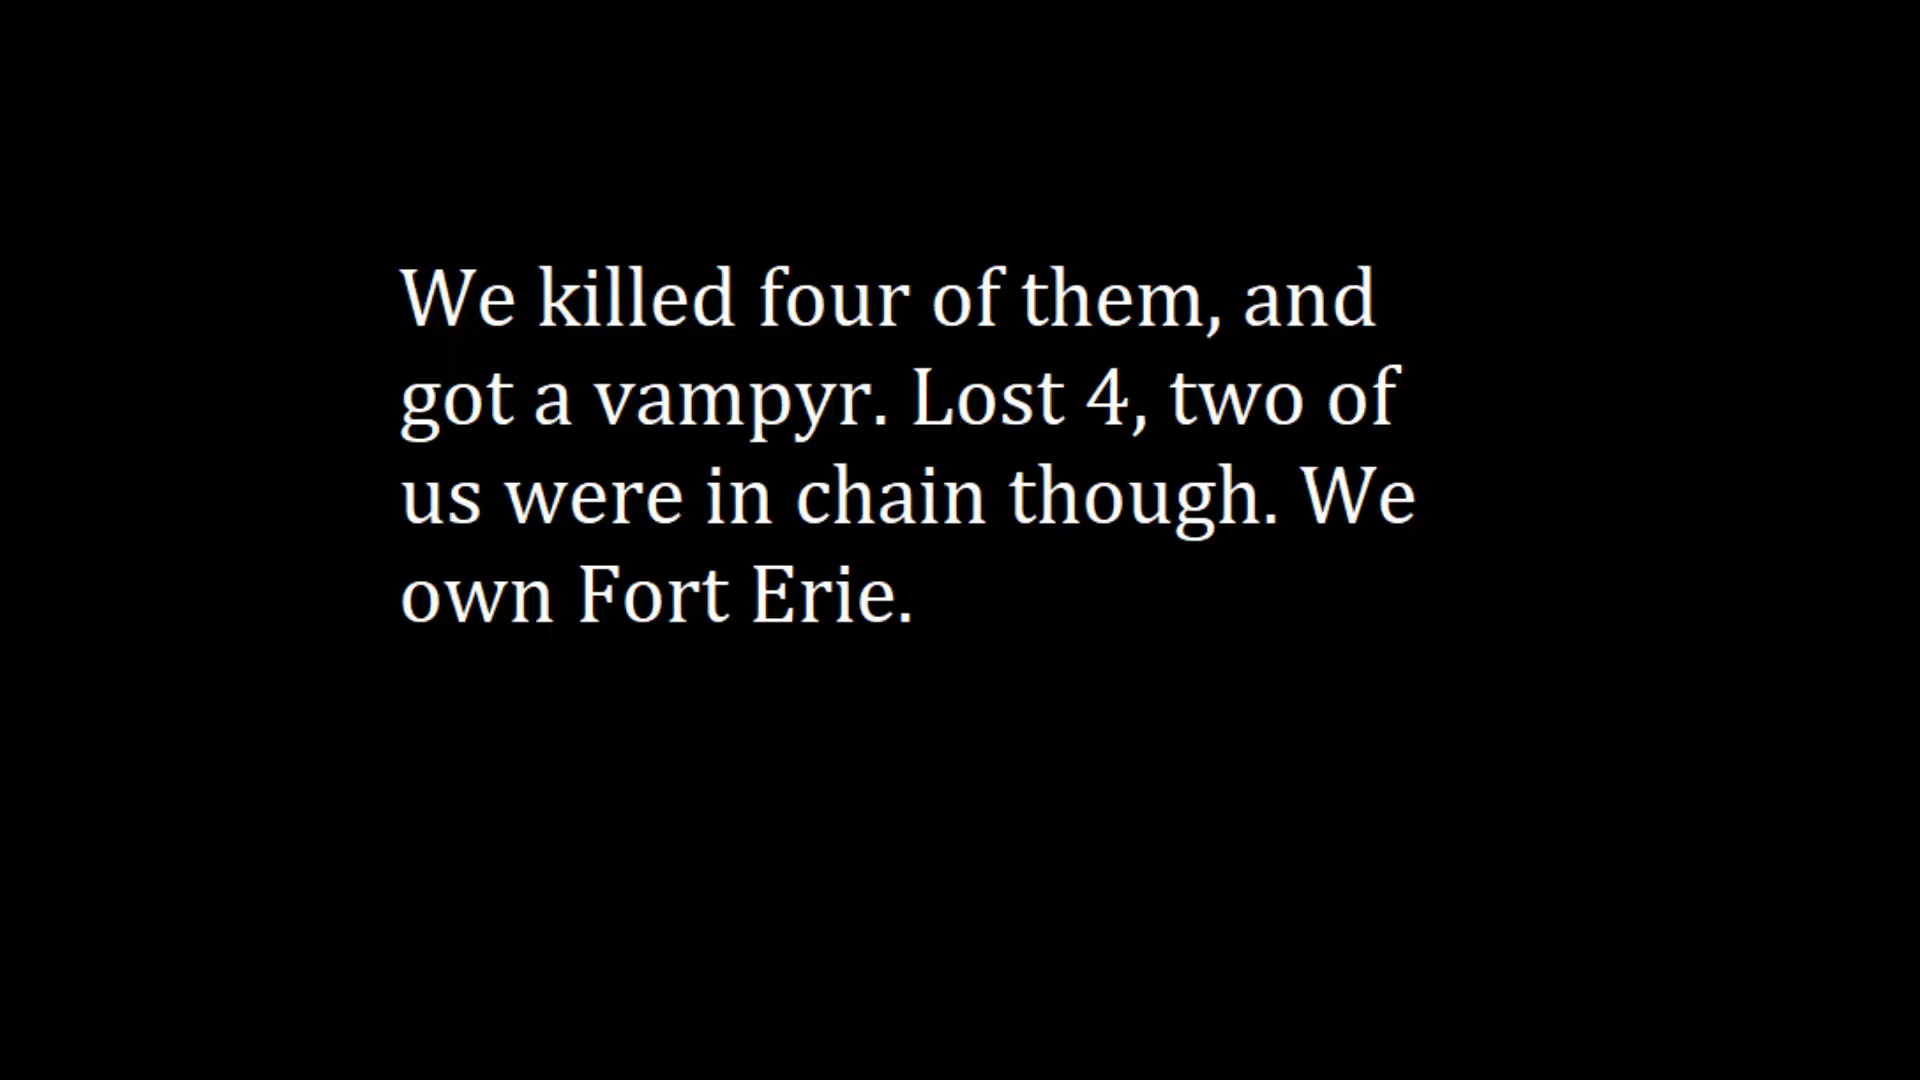 We killed four of them, and
got a vampyr. Lost 4, two of
us were in chain though. We
own Fort Erie.